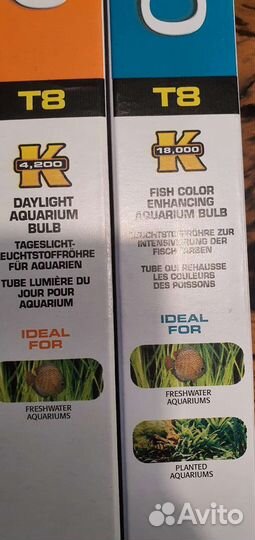 T8
K
4,200
DAYLIGHT
AQUARIUM
BULB
TAGESLICHT-
EUCHTSTOFFRÖHRE
FÜR AQUARIEN
TUBE LUMIÈRE DU
JOUR POUR
AQUARIUM
IDEAL
FOR
FRESHWATER
AQUARIUMS
T8
K
18,000
FISH COLOR
ENHANCING
AQUARIUM BULB
EUCHTSTOFFRÖHRE ZUR
INTENSIVIERUNG DER
FISCHFARBEN
TUBE QUI REHAUSSE
LES COULEURS
DES POISSONS
IDEAL
FOR
FRESHWATER
AQUARIUMS
PLANTED
AQUARIUMS
Avito